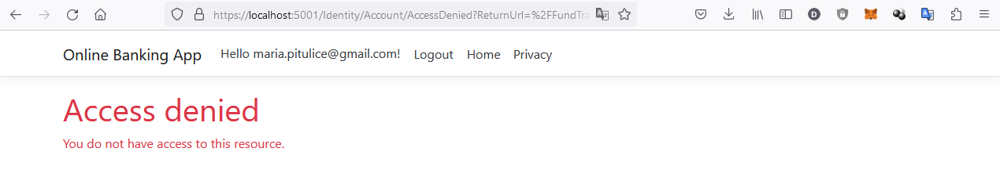 https://localhost:5001/Identity/Account/AccessDenied?ReturnUrl=%2FFundTra
Online Banking App Hello maria.pitulice@gmail.com! Logout Home Privacy
Access denied
You do not have access to this resource.